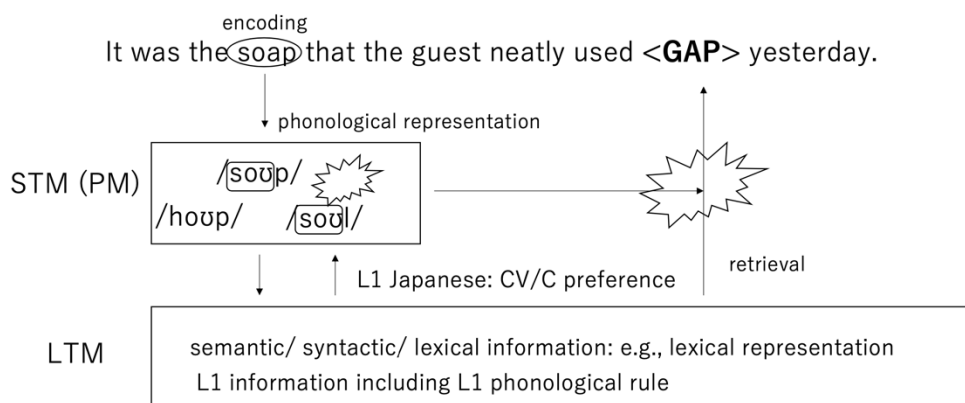 encoding
It was the soap that the guest neatly used <GAP> yesterday.
phonological representation
STM (PM)
/soʊp/
/hoʊp/ /soʊl/
L1 Japanese: CV/C preference
retrieval
LTM
semantic/ syntactic/ lexical information: e.g., lexical representation
L1 information including L1 phonological rule